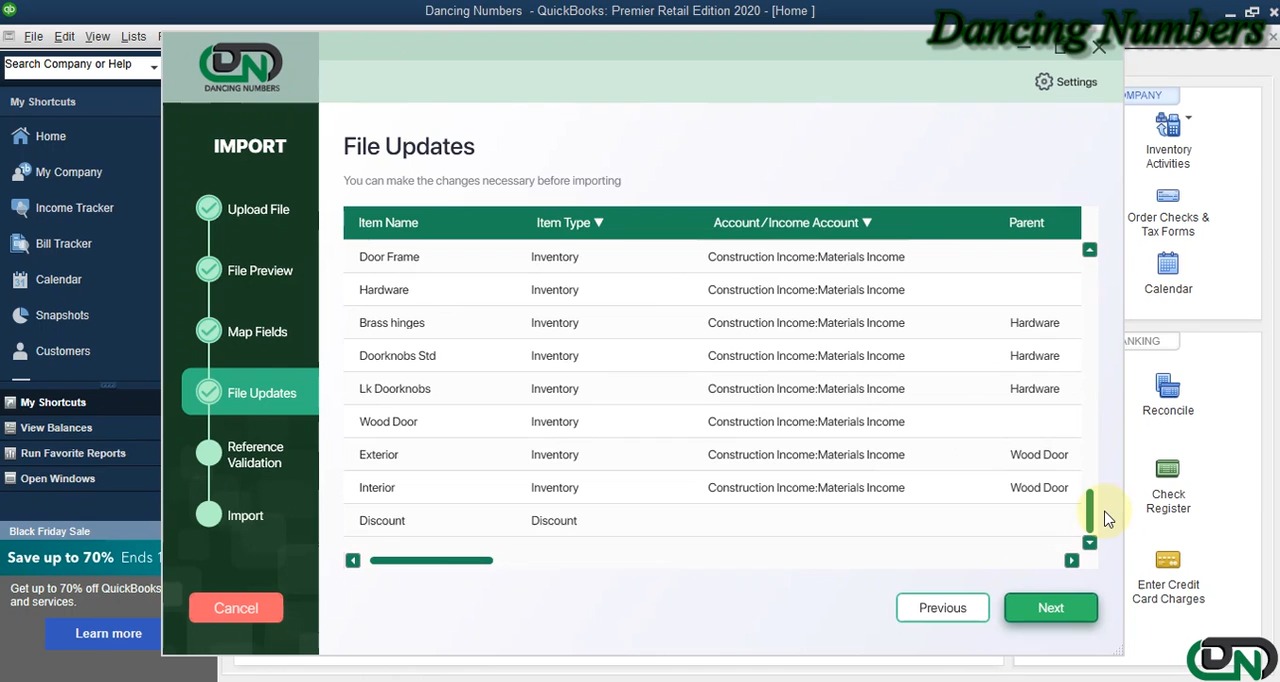 Dancing Numbers - QuickBooks: Premier Retail Edition 2020 - [Home ]
Dancing Numbers
File Edit View Lists
Search Company or Help
My Shortcuts
Home
My Company
Income Tracker
Bill Tracker
Calendar
Snapshots
Customers
My Shortcuts
View Balances
Run Favorite Reports
Open Windows
Black Friday Sale
Save up to 70% Ends 1
Get up to 70% off QuickBooks
and services.
Learn more
DN
DANCING NUMBERS
Settings
IMPORT
Upload File
File Preview
Map Fields
File Updates
Reference
Validation
Import
Cancel
File Updates
You can make the changes necessary before importing
Item Name Item Type ▼ Account/Income Account ▼ Parent
Door Frame Inventory Construction Income:Materials Income
Hardware Inventory Construction Income:Materials Income
Brass hinges Inventory Construction Income:Materials Income Hardware
Doorknobs Std Inventory Construction Income:Materials Income Hardware
Lk Doorknobs Inventory Construction Income:Materials Income Hardware
Wood Door Inventory Construction Income:Materials Income
Exterior Inventory Construction Income:Materials Income Wood Door
Interior Inventory Construction Income:Materials Income Wood Door
Discount Discount
Previous Next
OMPANY
Inventory
Activities
Order Checks &
Tax Forms
Calendar
ANKING
Reconcile
Check
Register
Enter Credit
Card Charges
DN